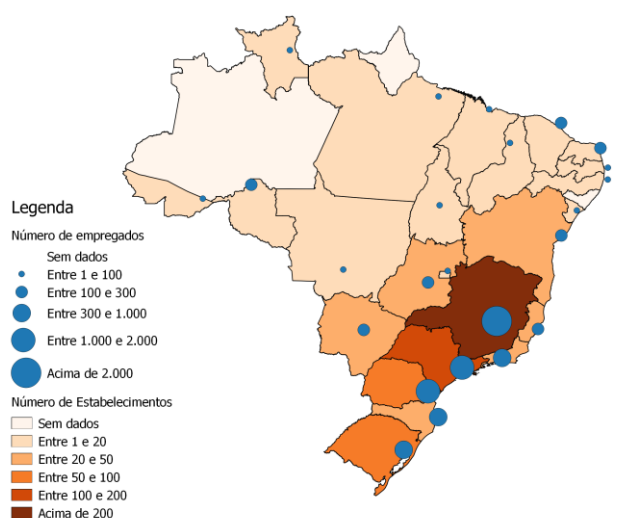 Legenda
Número de empregados
Sem dados
Entre 1 e 100
Entre 100 e 300
Entre 300 e 1.000
Entre 1.000 e 2.000
Acima de 2.000
Número de Estabelecimentos
Sem dados
Entre 1 e 20
Entre 20 e 50
Entre 50 e 100
Entre 100 e 200
Acima de 200